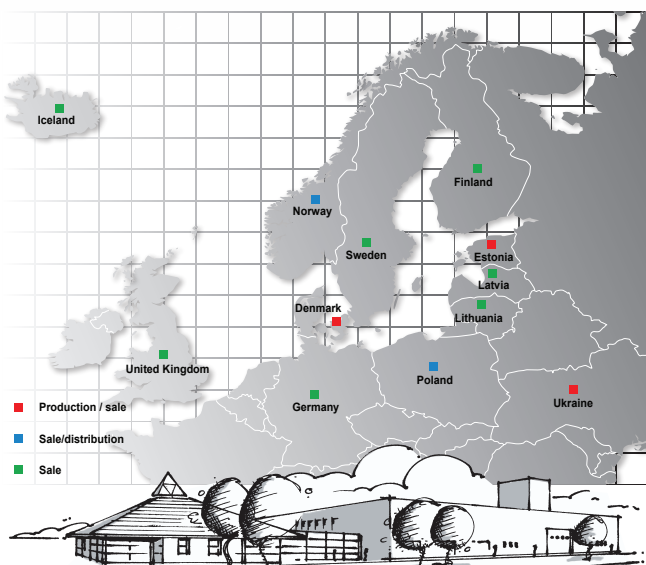 Iceland
Finland
Norway
Sweden
Estonia
Latvia
Denmark
Lithuania
United Kingdom
Poland
Germany
Ukraine
Production / sale
Sale/distribution
Sale